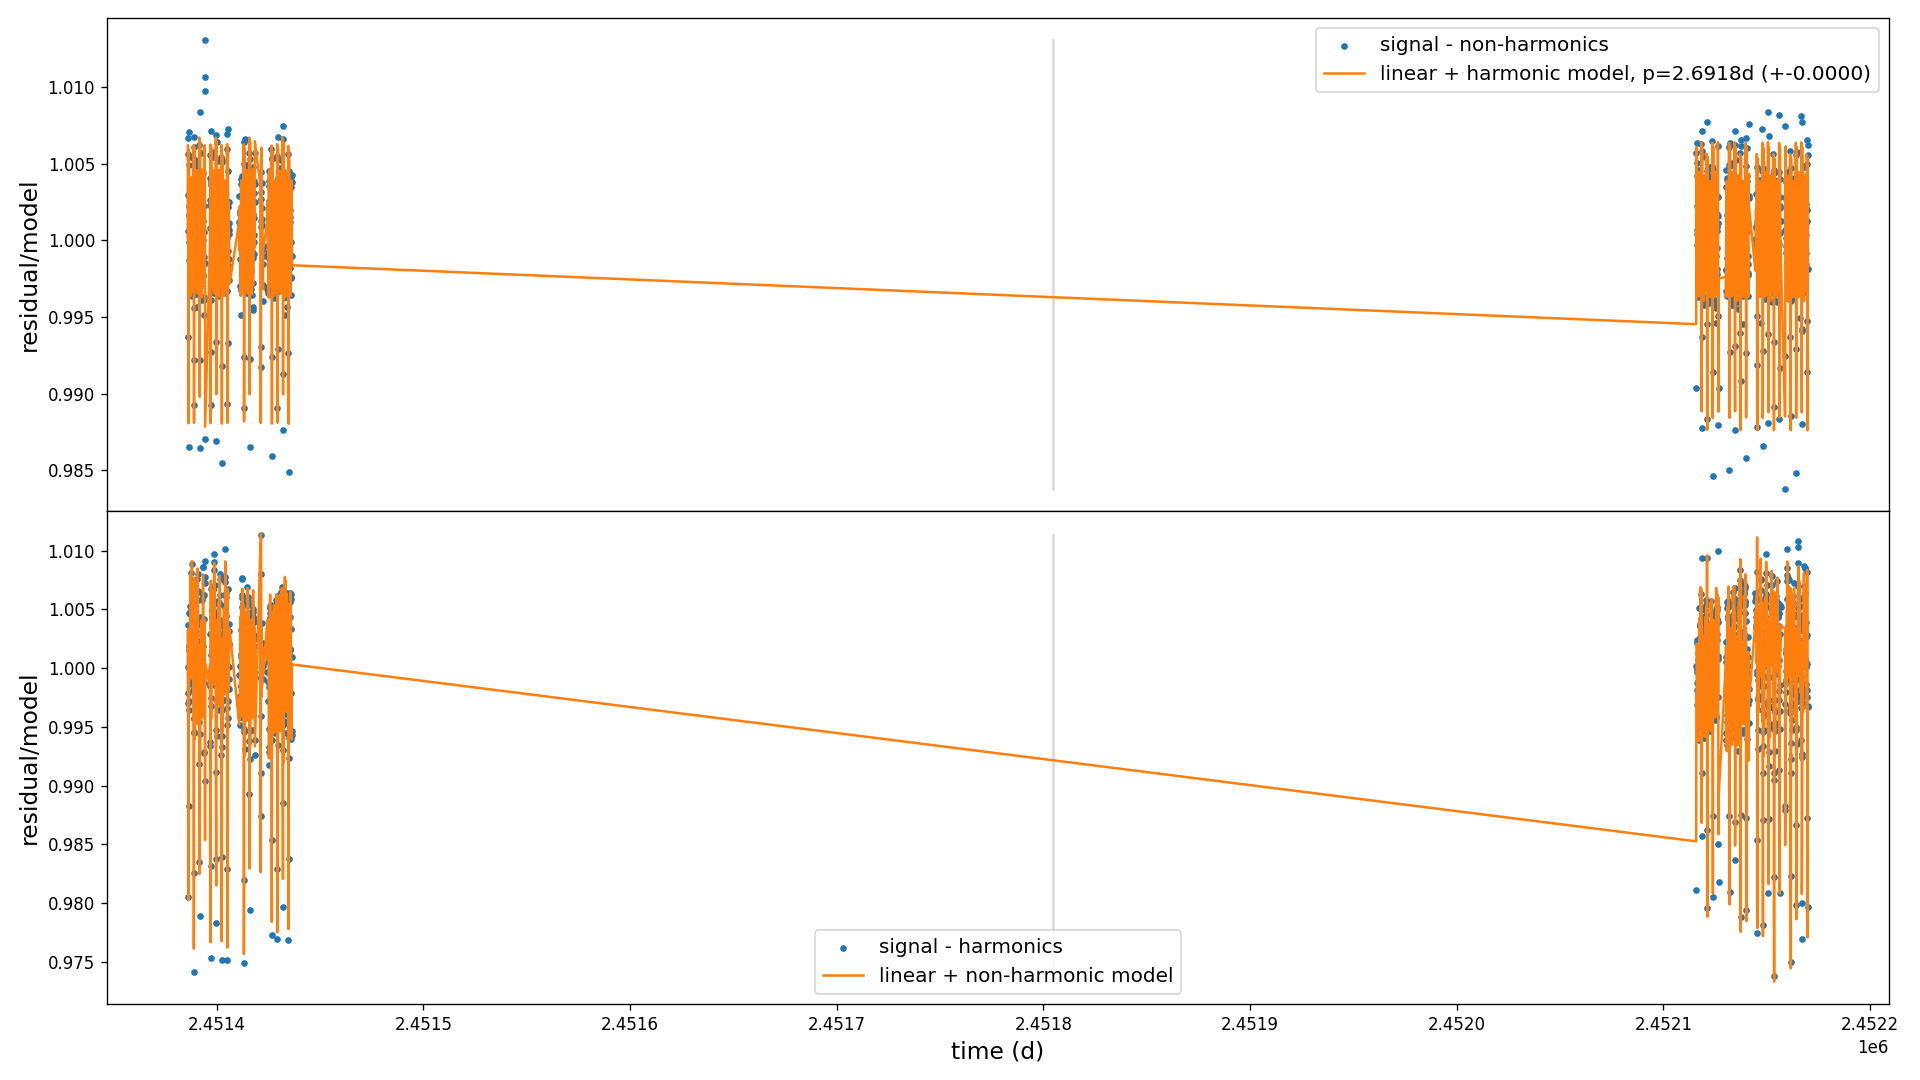 signal - non-harmonics
linear + harmonic model, p=2.6918d (+-0.0000)
1.010
1.005
1.000
0.995
0.990
0.985
residual/model
1.010
1.005
1.000
0.995
0.990
0.985
0.980
0.975
residual/model
signal - harmonics
linear + non-harmonic model
2.4514 2.4515 2.4516 2.4517 2.4518 2.4519 2.4520 2.4521 2.4522
1e6
time (d)